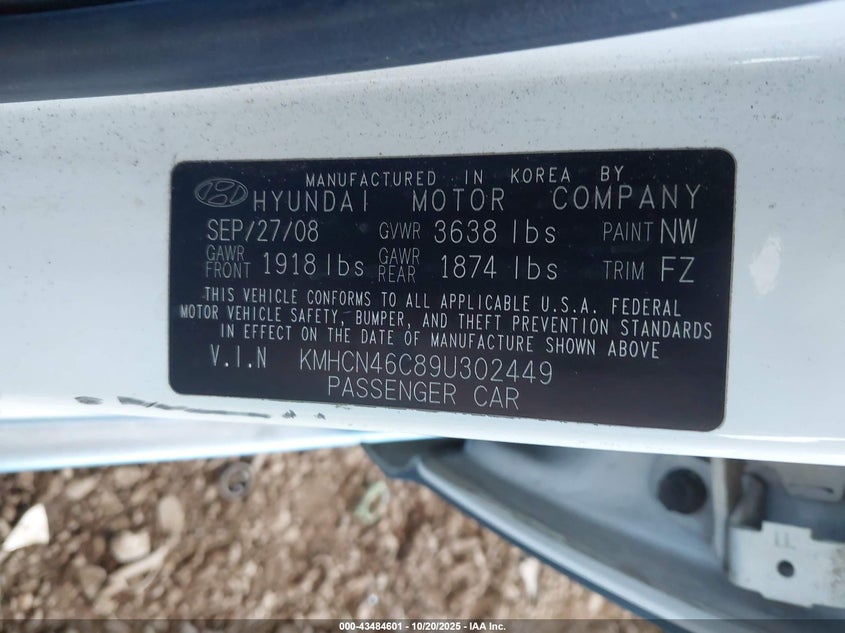 MANUFACTURED IN KOREA BY
HYUNDAI MOTOR COMPANY
SEP/27/08 GVWR 3638 lbs PAINT NW
GAWR FRONT 1918 lbs GAWR REAR 1874 lbs TRIM FZ
THIS VEHICLE CONFORMS TO ALL APPLICABLE U.S.A. FEDERAL
MOTOR VEHICLE SAFETY, BUMPER, AND THEFT PREVENTION STANDARDS
IN EFFECT ON THE DATE OF MANUFACTURE SHOWN ABOVE
V.I.N KMHCN46C89U302449
PASSENGER CAR
000-43484601 - 10/20/2025 - IAA Inc.